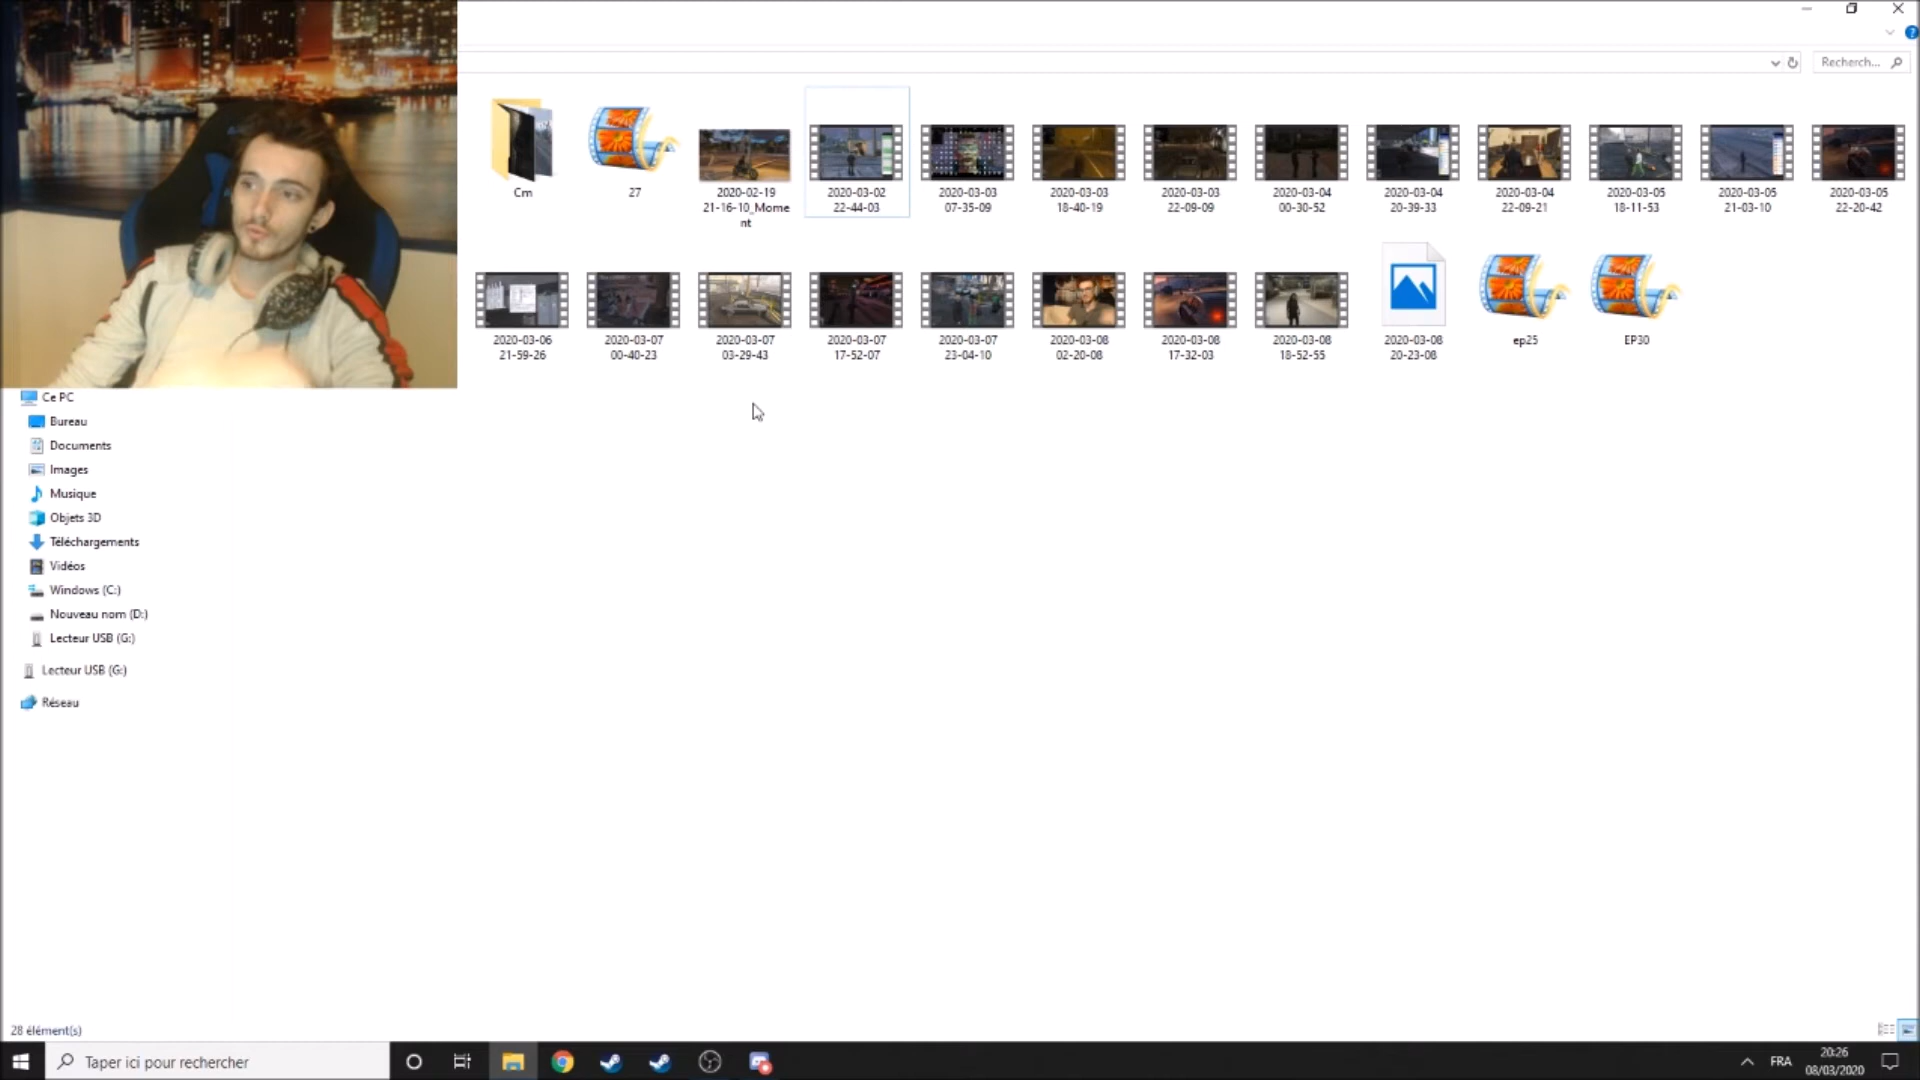 Recherch...
Cm
27
2020-02-19
21-16-10_Mome
nt
2020-03-02
22-44-03
2020-03-03
07-35-09
2020-03-03
18-40-19
2020-03-03
22-09-09
2020-03-04
00-30-52
2020-03-04
20-39-33
2020-03-04
22-09-21
2020-03-05
18-11-53
2020-03-05
21-03-10
2020-03-05
22-20-42
2020-03-06
21-59-26
2020-03-07
00-40-23
2020-03-07
03-29-43
2020-03-07
17-52-07
2020-03-07
23-04-10
2020-03-08
02-20-08
2020-03-08
17-32-03
2020-03-08
18-52-55
2020-03-08
20-23-08
ep25
EP30
Ce PC
Bureau
Documents
Images
Musique
Objets 3D
Téléchargements
Vidéos
Windows (C:)
Nouveau nom (D:)
Lecteur USB (G:)
Lecteur USB (G:)
Réseau
28 élément(s)
Taper ici pour rechercher
FRA
20:26
08/03/2020